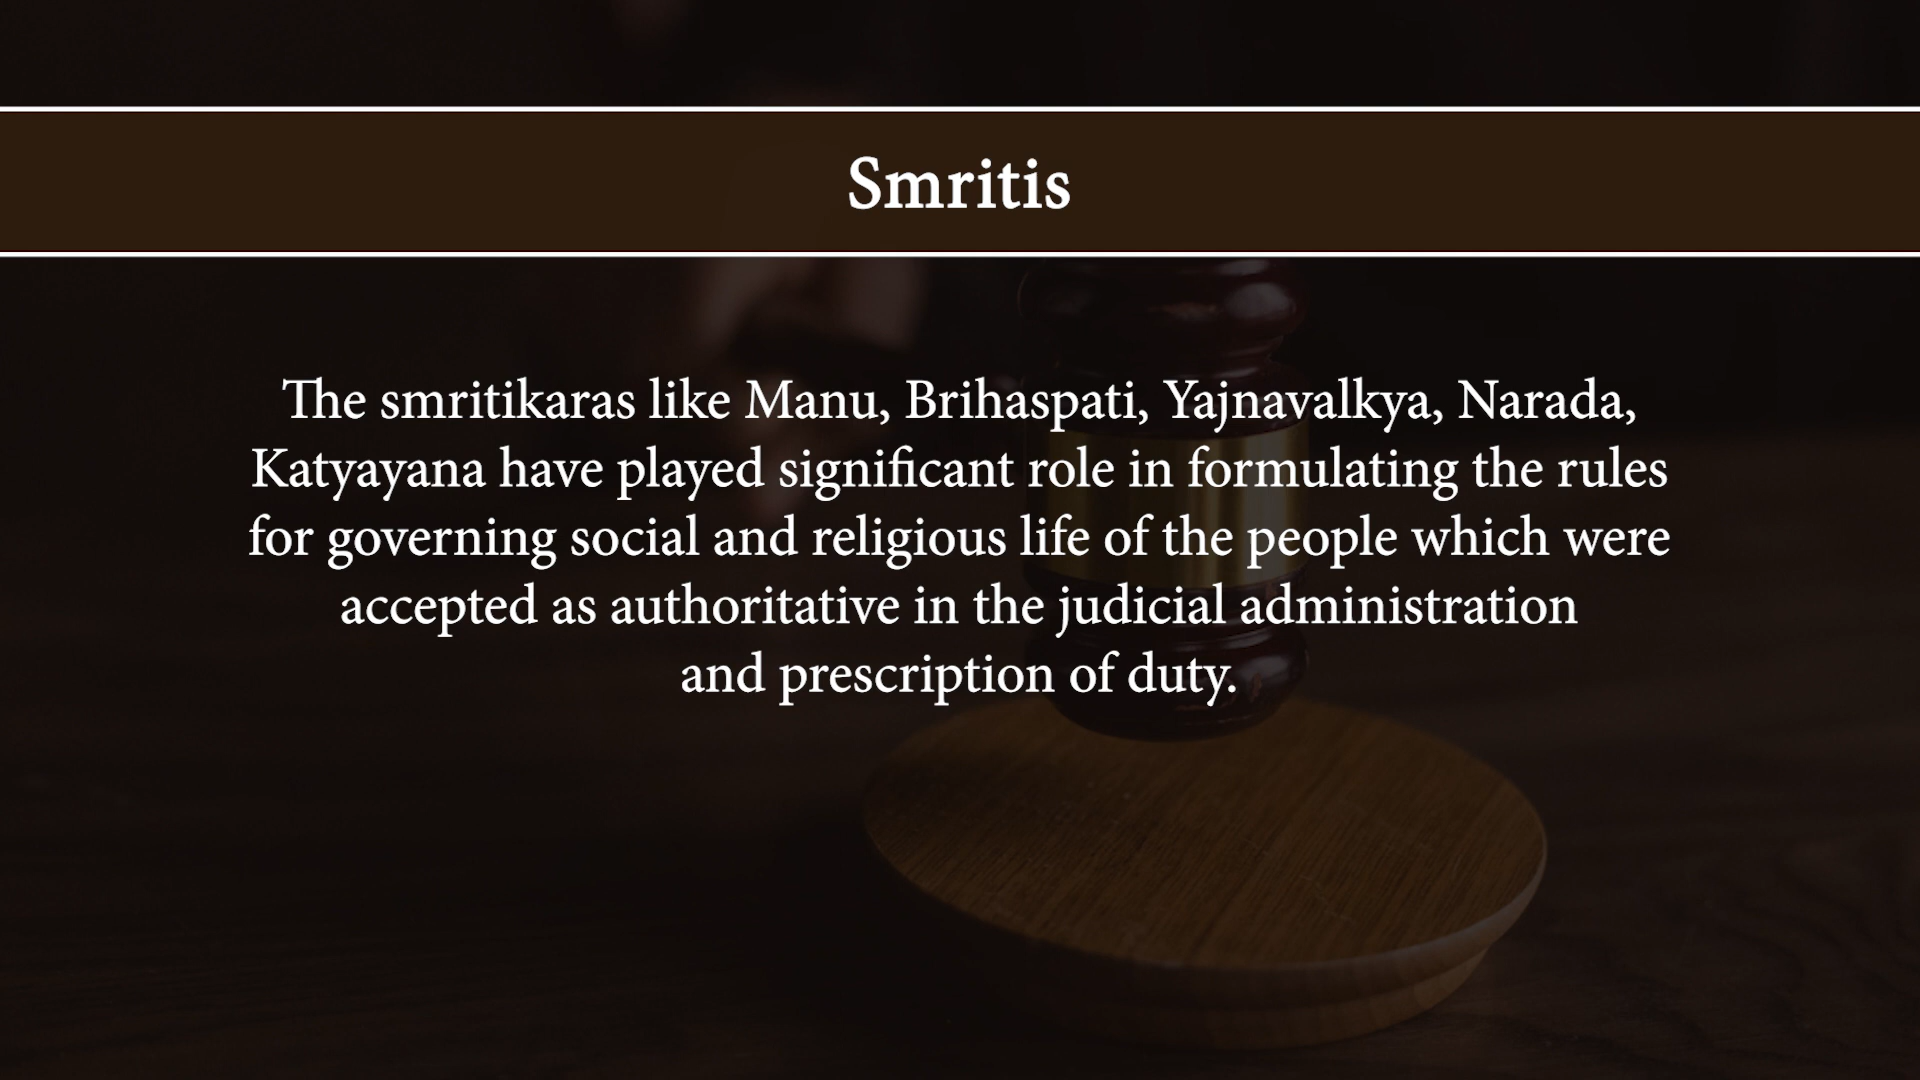 Smritis
The smritikaras like Manu, Brihaspati, Yajnavalkya, Narada,
Katyayana have played significant role in formulating the rules
for governing social and religious life of the people which were
accepted as authoritative in the judicial administration
and prescription of duty.